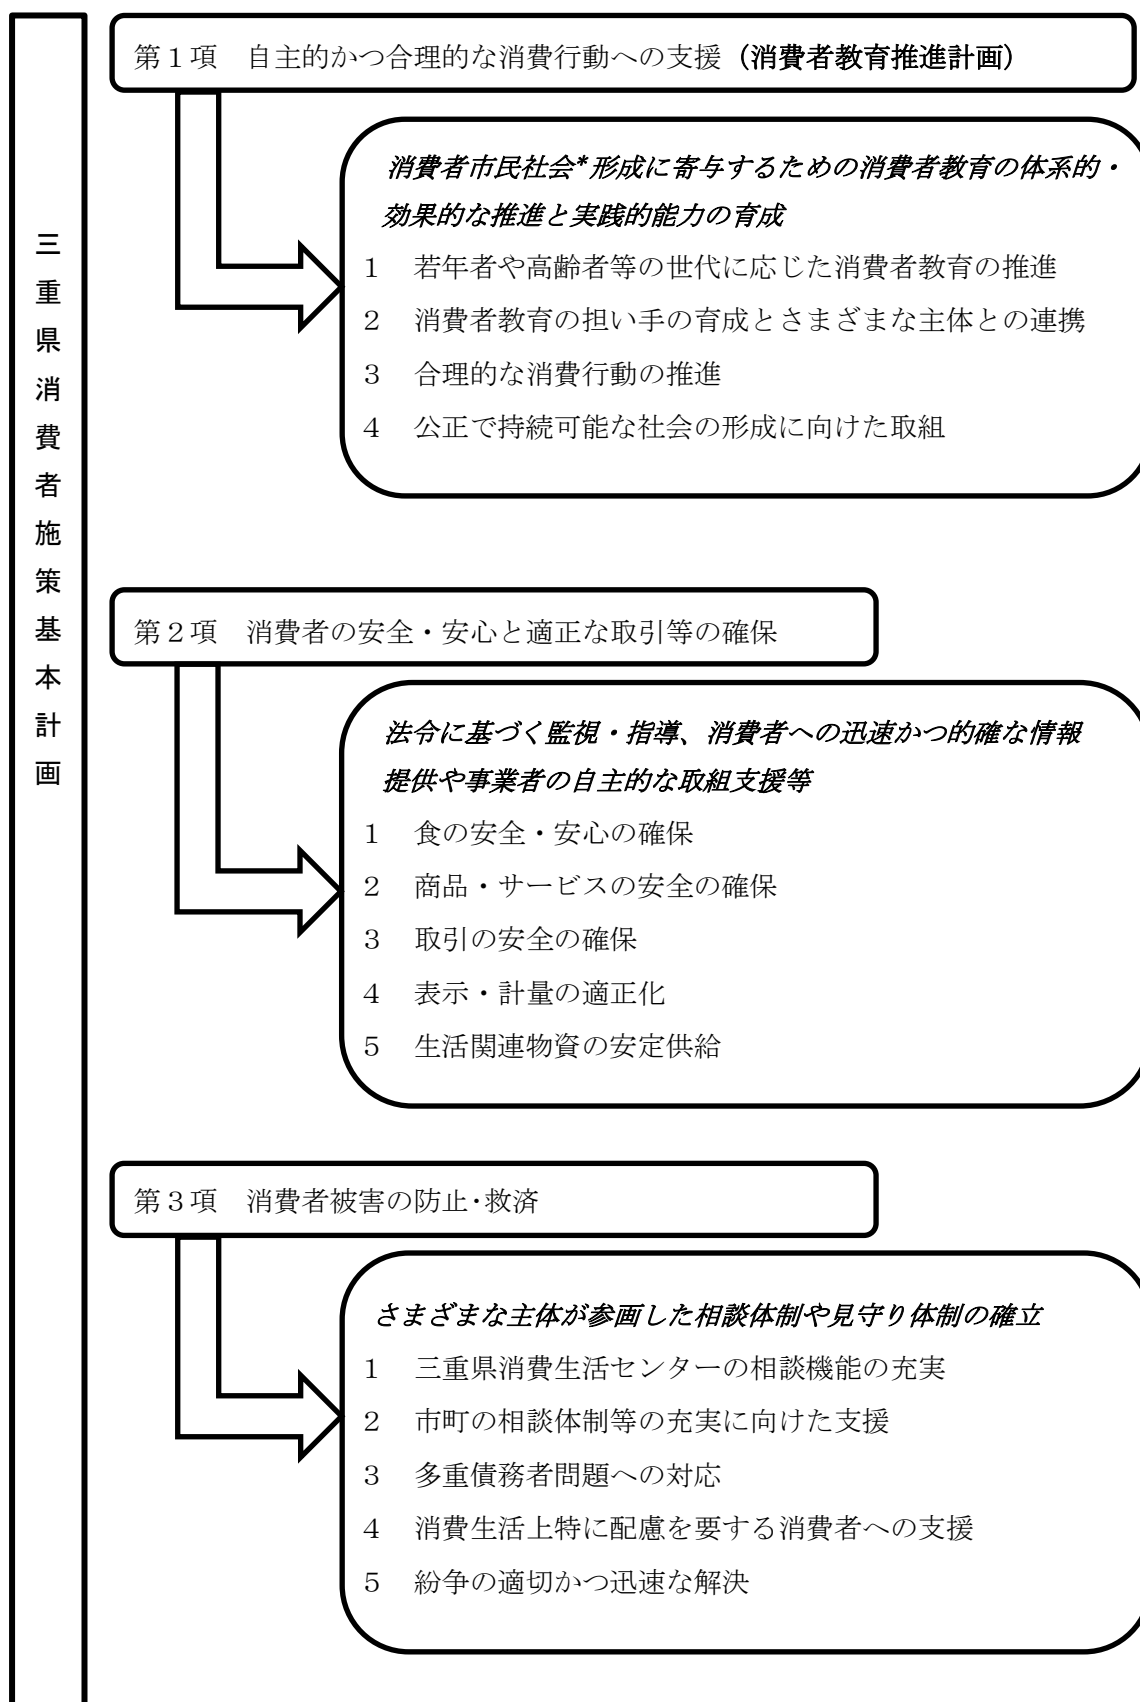 三重県消費者施策基本計画
第１項　自主的かつ合理的な消費行動への支援（消費者教育推進計画）
消費者市民社会*形成に寄与するための消費者教育の体系的・
効果的な推進と実践的能力の育成
１　若年者や高齢者等の世代に応じた消費者教育の推進
２　消費者教育の担い手の育成とさまざまな主体との連携
３　合理的な消費行動の推進
４　公正で持続可能な社会の形成に向けた取組
第２項　消費者の安全・安心と適正な取引等の確保
法令に基づく監視・指導、消費者への迅速かつ的確な情報
提供や事業者の自主的な取組支援等
１　食の安全・安心の確保
２　商品・サービスの安全の確保
３　取引の安全の確保
４　表示・計量の適正化
５　生活関連物資の安定供給
第３項　消費者被害の防止･救済
さまざまな主体が参画した相談体制や見守り体制の確立
１　三重県消費生活センターの相談機能の充実
２　市町の相談体制等の充実に向けた支援
３　多重債務者問題への対応
４　消費生活上特に配慮を要する消費者への支援
５　紛争の適切かつ迅速な解決